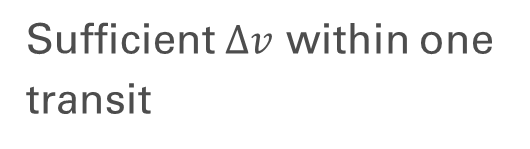 Sufficient Δv within one
transit